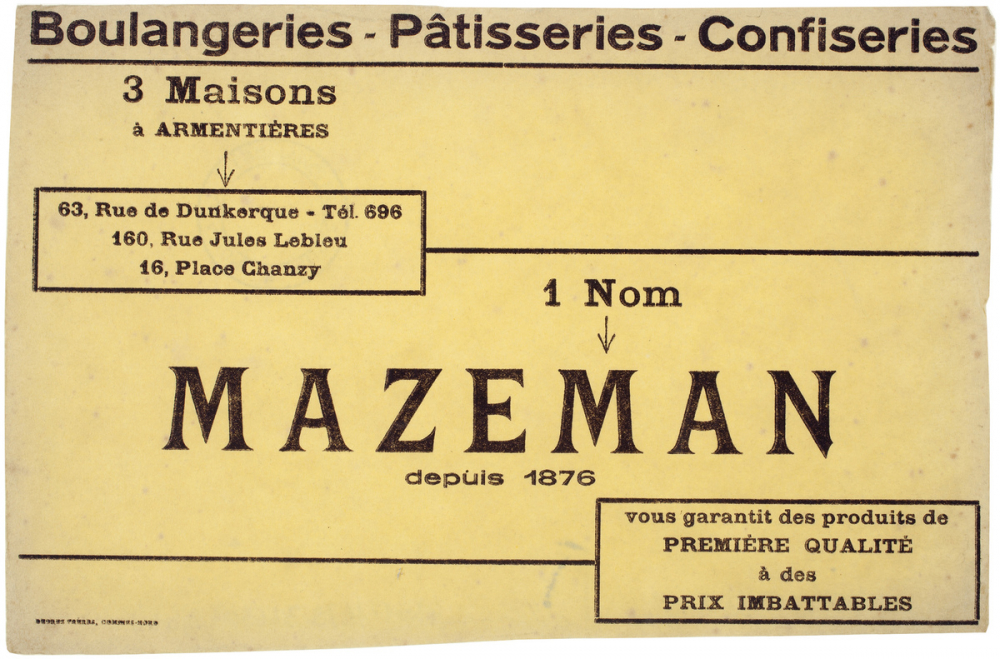 Boulangeries - Pâtisseries - Confiseries
3 Maisons
à ARMENTIÈRES
63, Rue de Dunkerque - Tél. 696
160, Rue Jules Lebleu
16, Place Chanzy
1 Nom
MAZEMAN
depuis 1876
vous garantit des produits de
PREMIÈRE QUALITÉ
à des
PRIX IMBATTABLES